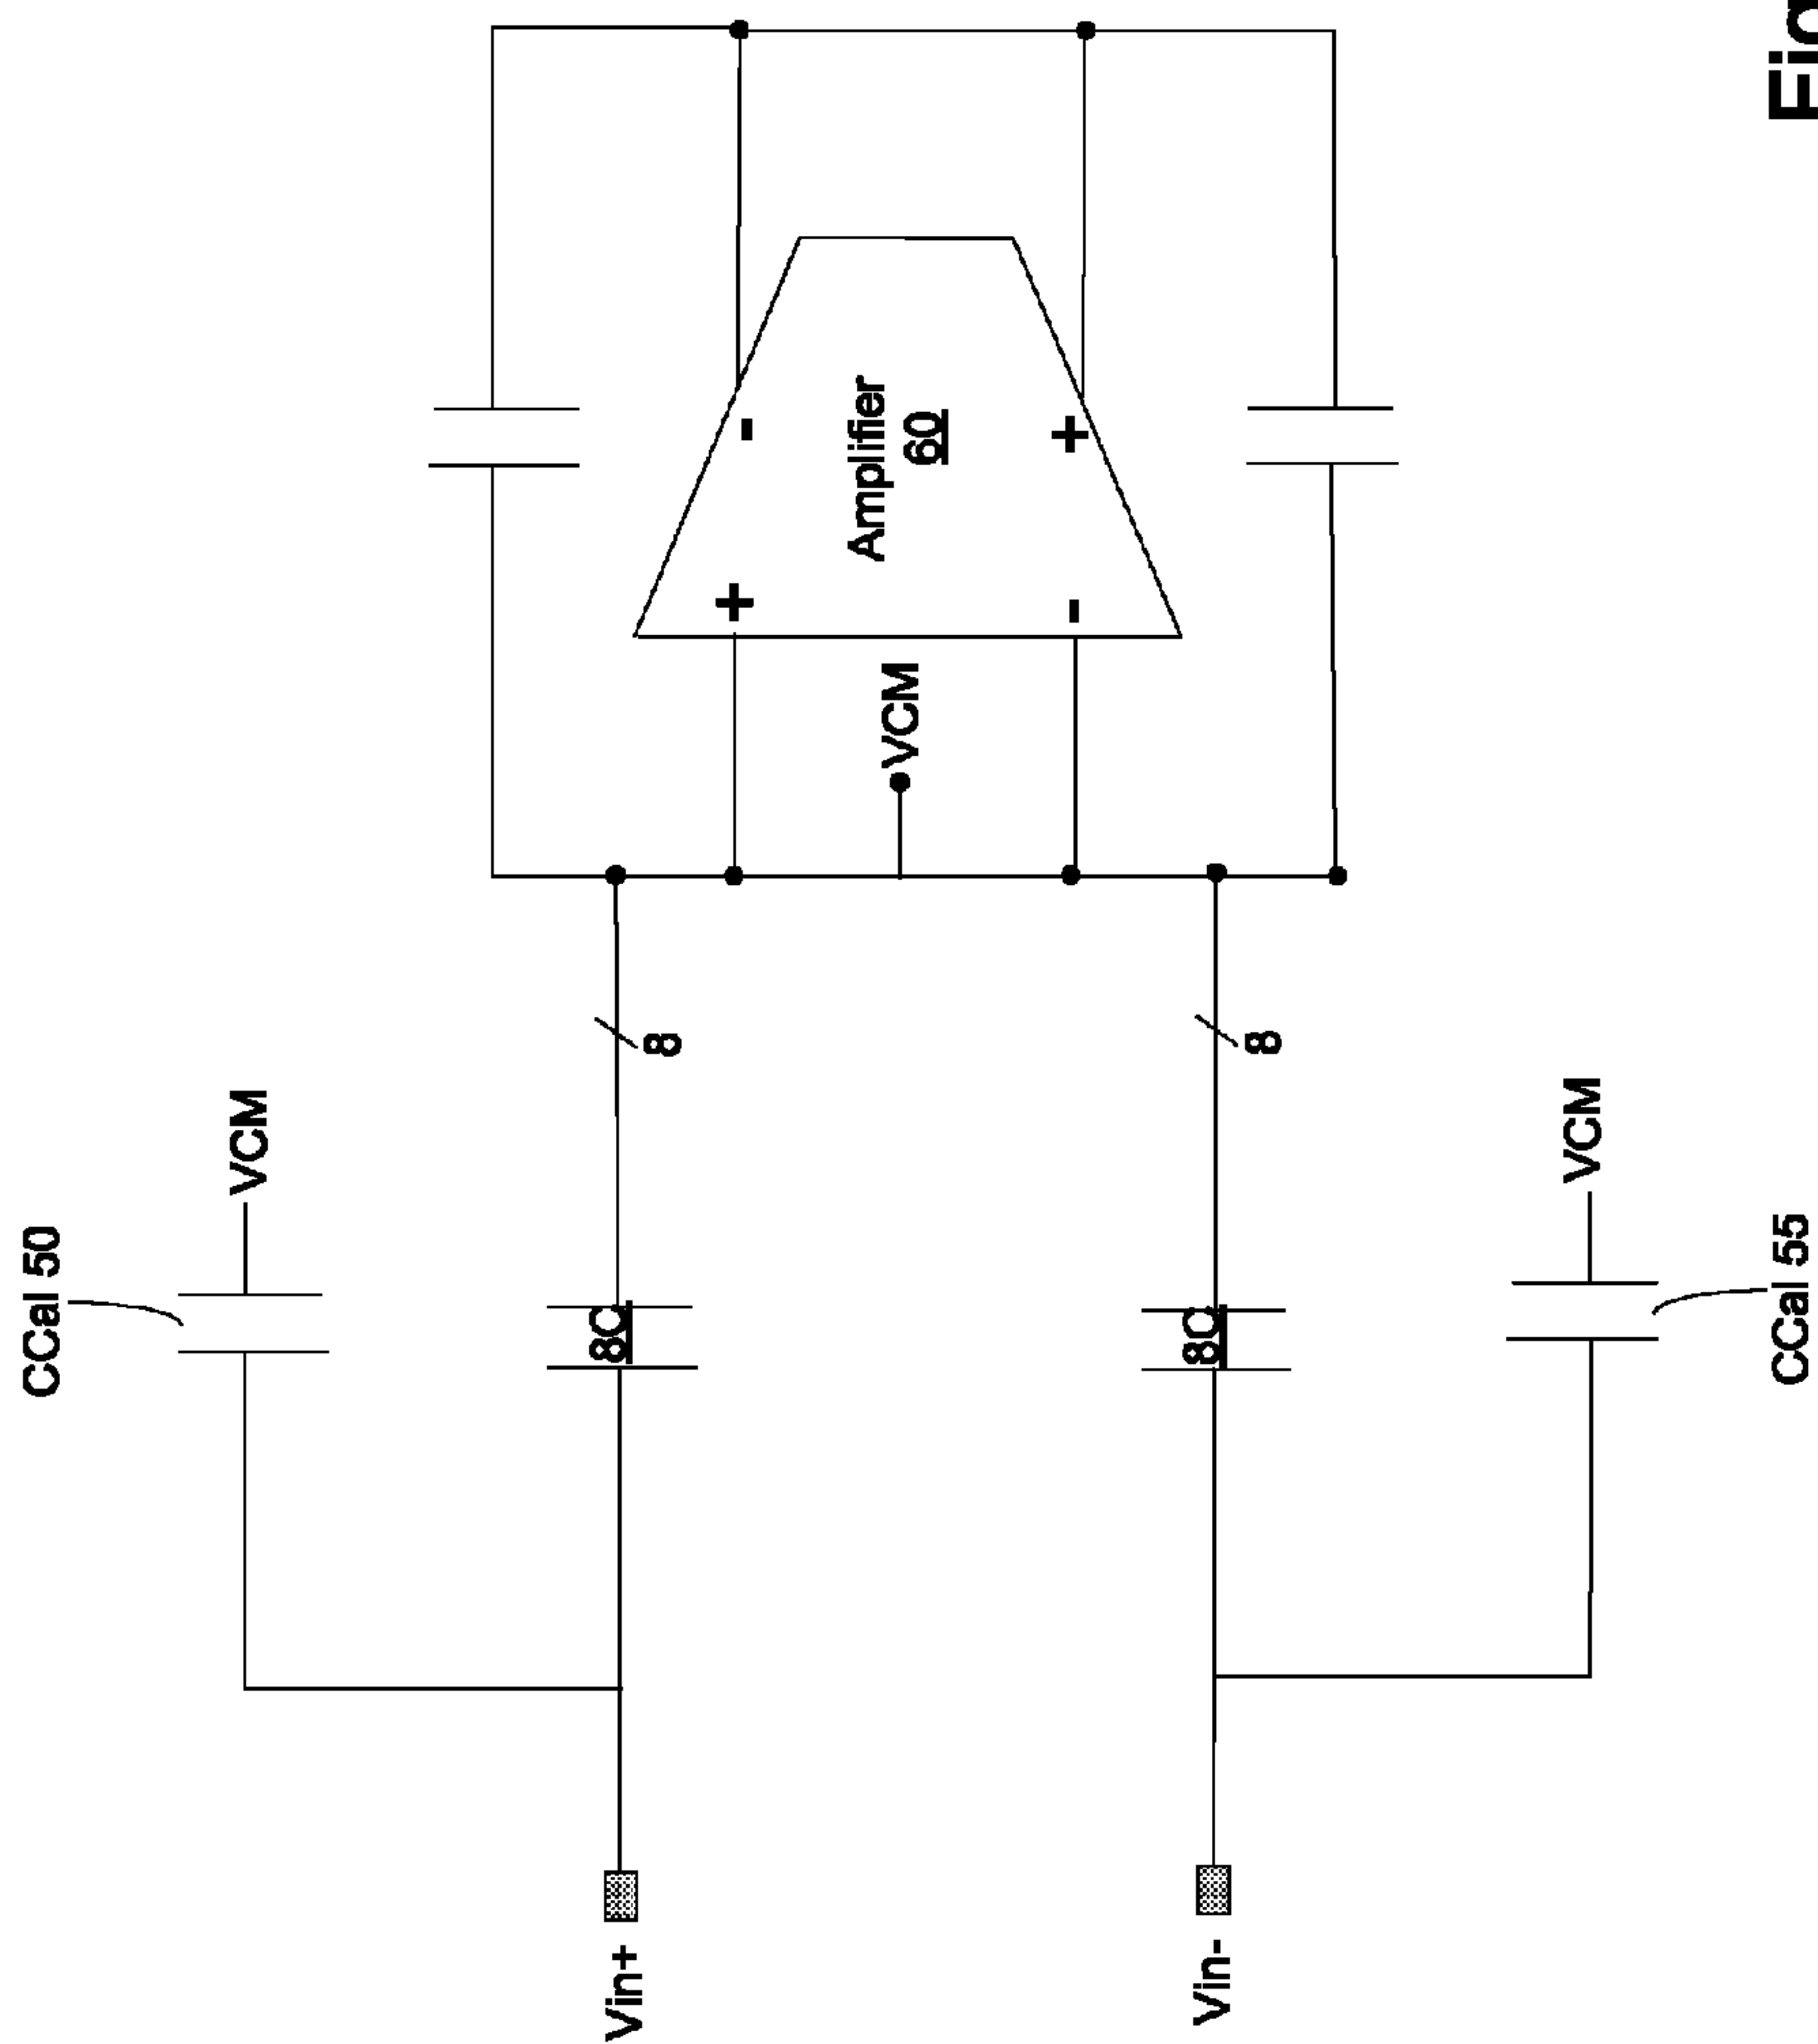 CCal 50
VCM
Vin+
8C
8
+
-
VCM
Amplifier
60
-
+
Vin-
8C
8
VCM
CCal 55